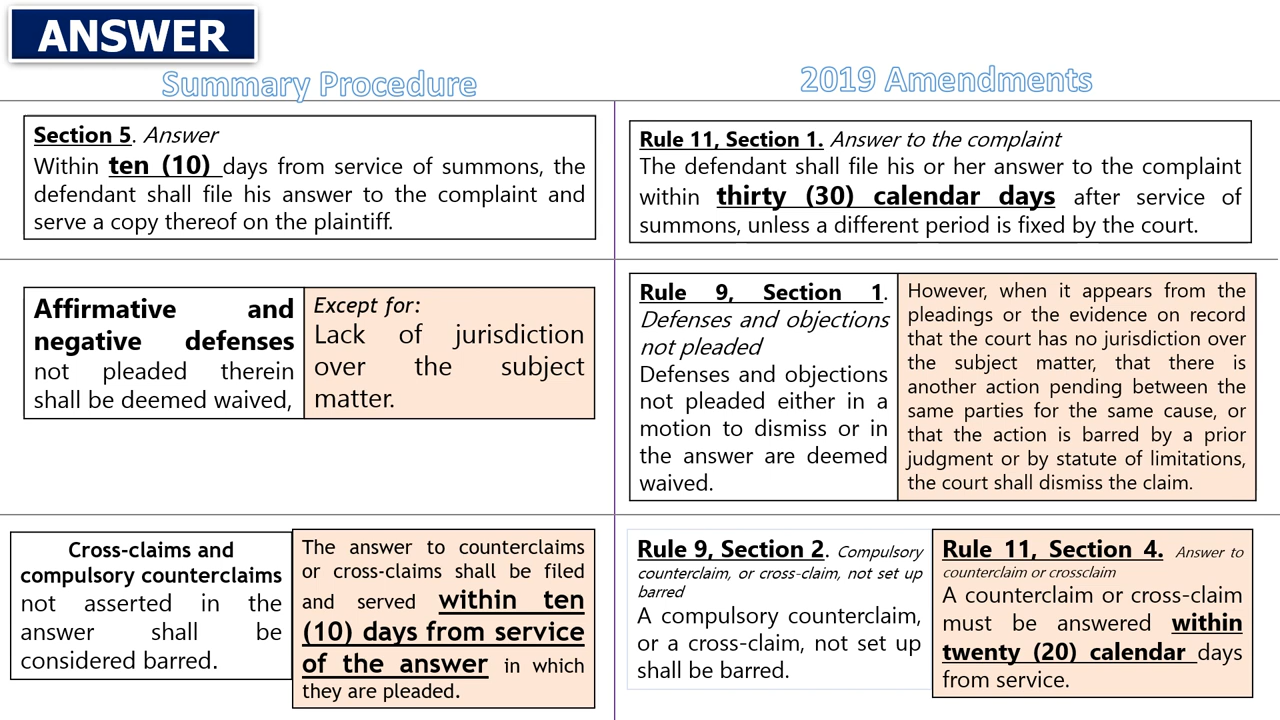 ANSWER
Summary Procedure
2019 Amendments
Section 5. Answer
Within ten (10) days from service of summons, the
defendant shall file his answer to the complaint and
serve a copy thereof on the plaintiff.
Rule 11, Section 1. Answer to the complaint
The defendant shall file his or her answer to the complaint
within thirty (30) calendar days after service of
summons, unless a different period is fixed by the court.
Affirmative and
negative defenses
not pleaded therein
shall be deemed waived,
Except for:
Lack of jurisdiction
over the subject
matter.
Rule 9, Section 1.
Defenses and objections
not pleaded
Defenses and objections
not pleaded either in a
motion to dismiss or in
the answer are deemed
waived.
However, when it appears from the
pleadings or the evidence on record
that the court has no jurisdiction over
the subject matter, that there is
another action pending between the
same parties for the same cause, or
that the action is barred by a prior
judgment or by statute of limitations,
the court shall dismiss the claim.
Cross-claims and
compulsory counterclaims
not asserted in the
answer shall be
considered barred.
The answer to counterclaims
or cross-claims shall be filed
and served within ten
(10) days from service
of the answer in which
they are pleaded.
Rule 9, Section 2. Compulsory
counterclaim, or cross-claim, not set up
barred
A compulsory counterclaim,
or a cross-claim, not set up
shall be barred.
Rule 11, Section 4. Answer to
counterclaim or crossclaim
A counterclaim or cross-claim
must be answered within
twenty (20) calendar days
from service.